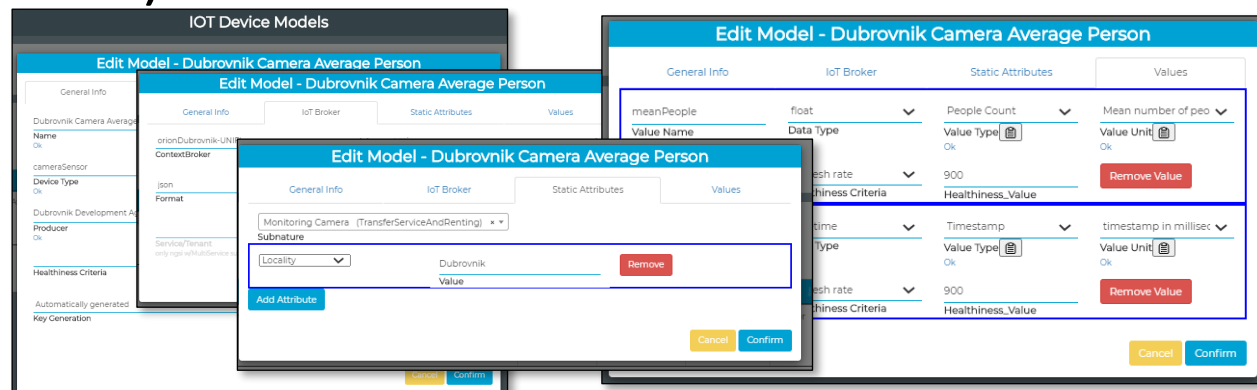 IOT Device Models
Edit Model - Dubrovnik Camera Average Person
General Info
Dubrovnik Camera Average
Name
Ok
cameraSensor
Device Type
Ok
Dubrovnik Development
Producer
Ok
Healthiness Criteria
Automatically generated
Key Generation
Cancel Confirm
Edit Model - Dubrovnik Camera Average Person
General Info IoT Broker Static Attributes Values
ContextBroker
json
Format
Service/Tenant
Edit Model - Dubrovnik Camera Average Person
General Info IoT Broker Static Attributes Values
Monitoring Camera (TransferServiceAndRenting) ×
Subnature
Locality Dubrovnik Remove
Value
Add Attribute
Cancel Confirm
Edit Model - Dubrovnik Camera Average Person
General Info IoT Broker Static Attributes Values
meanPeople float People Count Mean number of peo
Value Name Data Type Value Type Value Unit
Ok Ok
esh rate 900 Remove Value
thiness Criteria Healthiness_Value
time Timestamp timestamp in millisec
Type Value Type Value Unit
Ok Ok
esh rate 900 Remove Value
thiness Criteria Healthiness_Value
Cancel Confirm